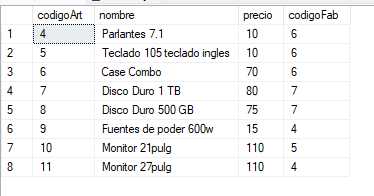 codigoArt nombre precio codigoFab
1 4 Parlantes 7.1 10 6
2 5 Teclado 105 teclado ingles 10 6
3 6 Case Combo 70 6
4 7 Disco Duro 1 TB 80 7
5 8 Disco Duro 500 GB 75 7
6 9 Fuentes de poder 600w 15 4
7 10 Monitor 21pulg 110 5
8 11 Monitor 27pulg 110 4